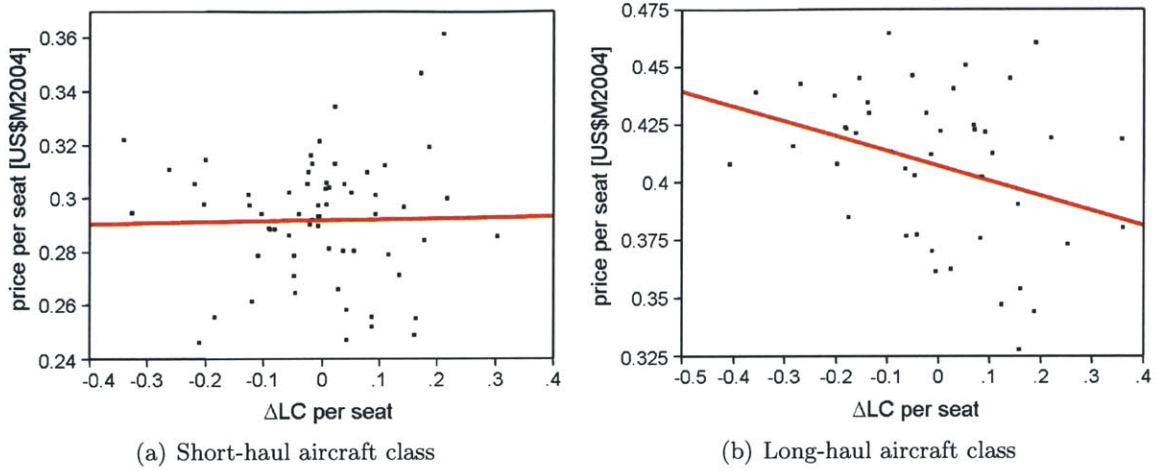 price per seat [US$M2004]
0.36
0.34
0.32
0.3
0.28
0.26
0.24
-0.4 -0.3 -0.2 -0.1 0 .1 .2 .3 .4
ΔLC per seat
(a) Short-haul aircraft class
price per seat [US$M2004]
0.475
0.45
0.425
0.4
0.375
0.35
0.325
-0.5 -0.4 -0.3 -0.2 -0.1 0 .1 .2 .3 .4
ΔLC per seat
(b) Long-haul aircraft class